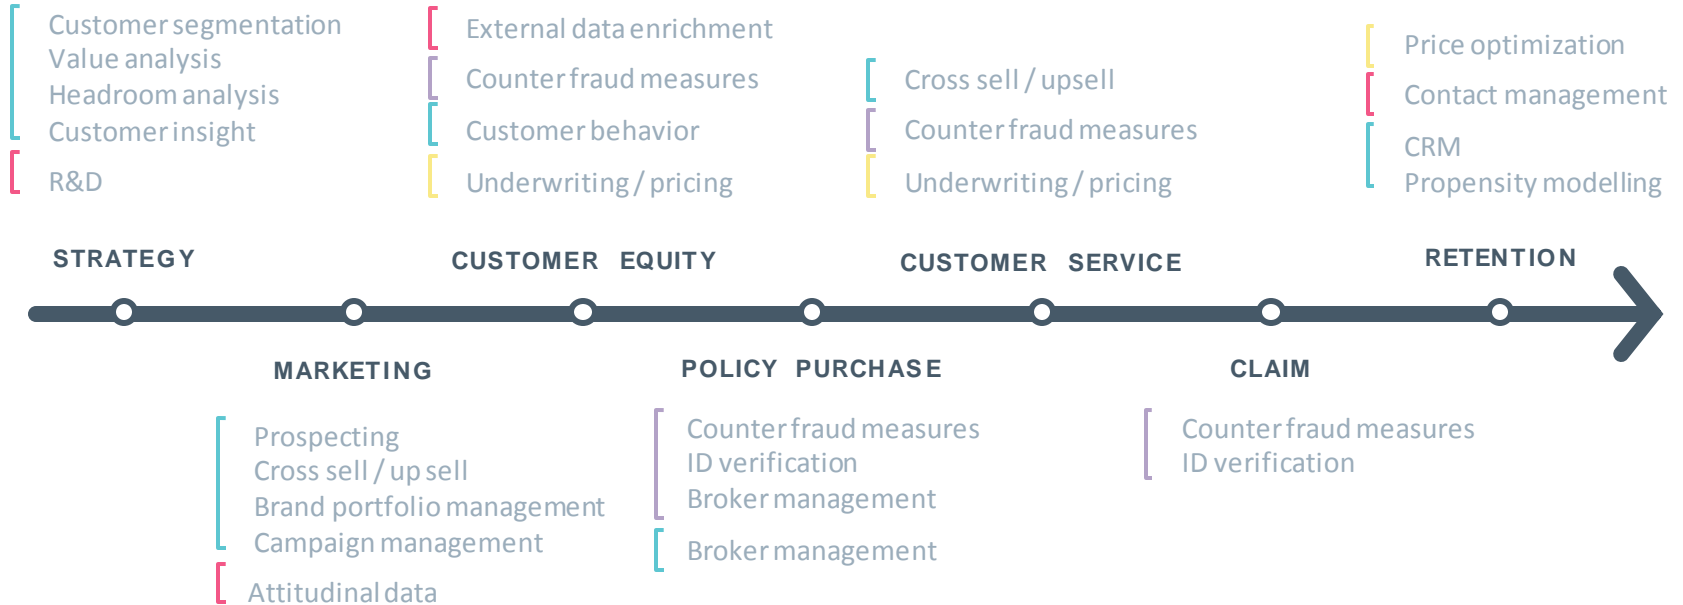 Customer segmentation
Value analysis
Headroom analysis
Customer insight
R&D
External data enrichment
Counter fraud measures
Customer behavior
Underwriting / pricing
Cross sell / upsell
Counter fraud measures
Underwriting / pricing
Price optimization
Contact management
CRM
Propensity modelling
STRATEGY
CUSTOMER EQUITY
CUSTOMER SERVICE
RETENTION
MARKETING
POLICY PURCHASE
CLAIM
Prospecting
Cross sell / up sell
Brand portfolio management
Campaign management
Attitudinal data
Counter fraud measures
ID verification
Broker management
Broker management
Counter fraud measures
ID verification